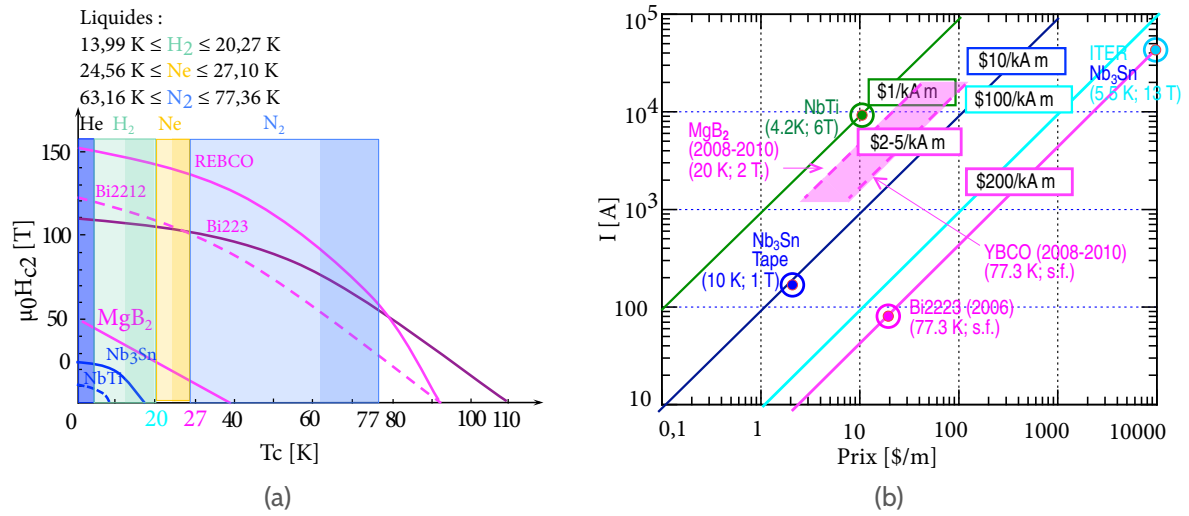 Liquides :
13,99 K ≤ H2 ≤ 20,27 K
24,56 K ≤ Ne ≤ 27,10 K
63,16 K ≤ N2 ≤ 77,36 K
He H2 Ne N2
150
100
50
0
μ0Hc2 [T]
REBCO
Bi2212
Bi223
MgB2
Nb3Sn
NbTi
0 20 27 40 60 77 80 100 110
Tc [K]
(a)
10^5
10^4
10^3
100
10
I [A]
$10/kA m
ITER
Nb3Sn
(5.5 K; 13 T)
$1/kA m
$100/kA m
NbTi
(4.2K; 6T)
MgB2
(2008-2010)
(20 K; 2 T)
$2-5/kA m
$200/kA m
Nb3Sn
Tape
(10 K; 1 T)
YBCO (2008-2010)
(77.3 K; s.f.)
Bi2223 (2006)
(77.3 K; s.f.)
0,1 1 10 100 1000 10000
Prix [$/m]
(b)